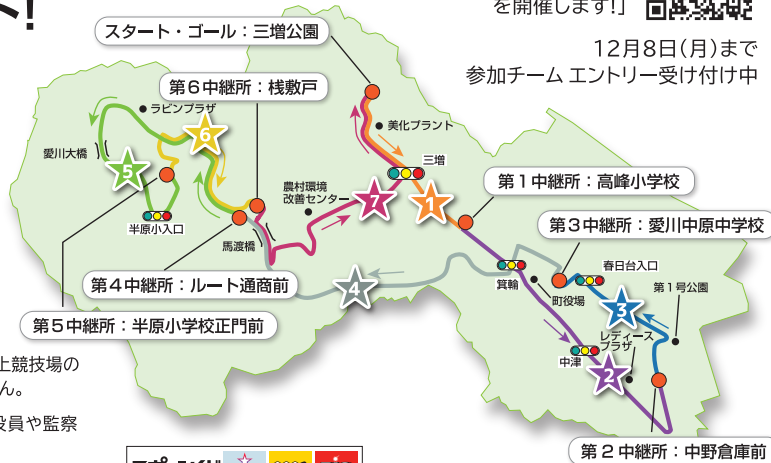 ト!
を開催します!」
12月8日(月)まで
参加チーム エントリー受け付け中
スタート・ゴール:三増公園
第6中継所:桟敷戸
ラビンプラザ
美化プラント
愛川大橋
6
三増
5
農村環境
改善センター
第1中継所:高峰小学校
7
1
半原小入口
馬渡橋
第3中継所:愛川中原中学校
春日台入口
第4中継所:ルート通商前
4
箕輪
町役場
第1号公園
3
第5中継所:半原小学校正門前
レディース
プラザ
中津
2
上競技場の
ん。
役員や監察
第2中継所:中野倉庫前